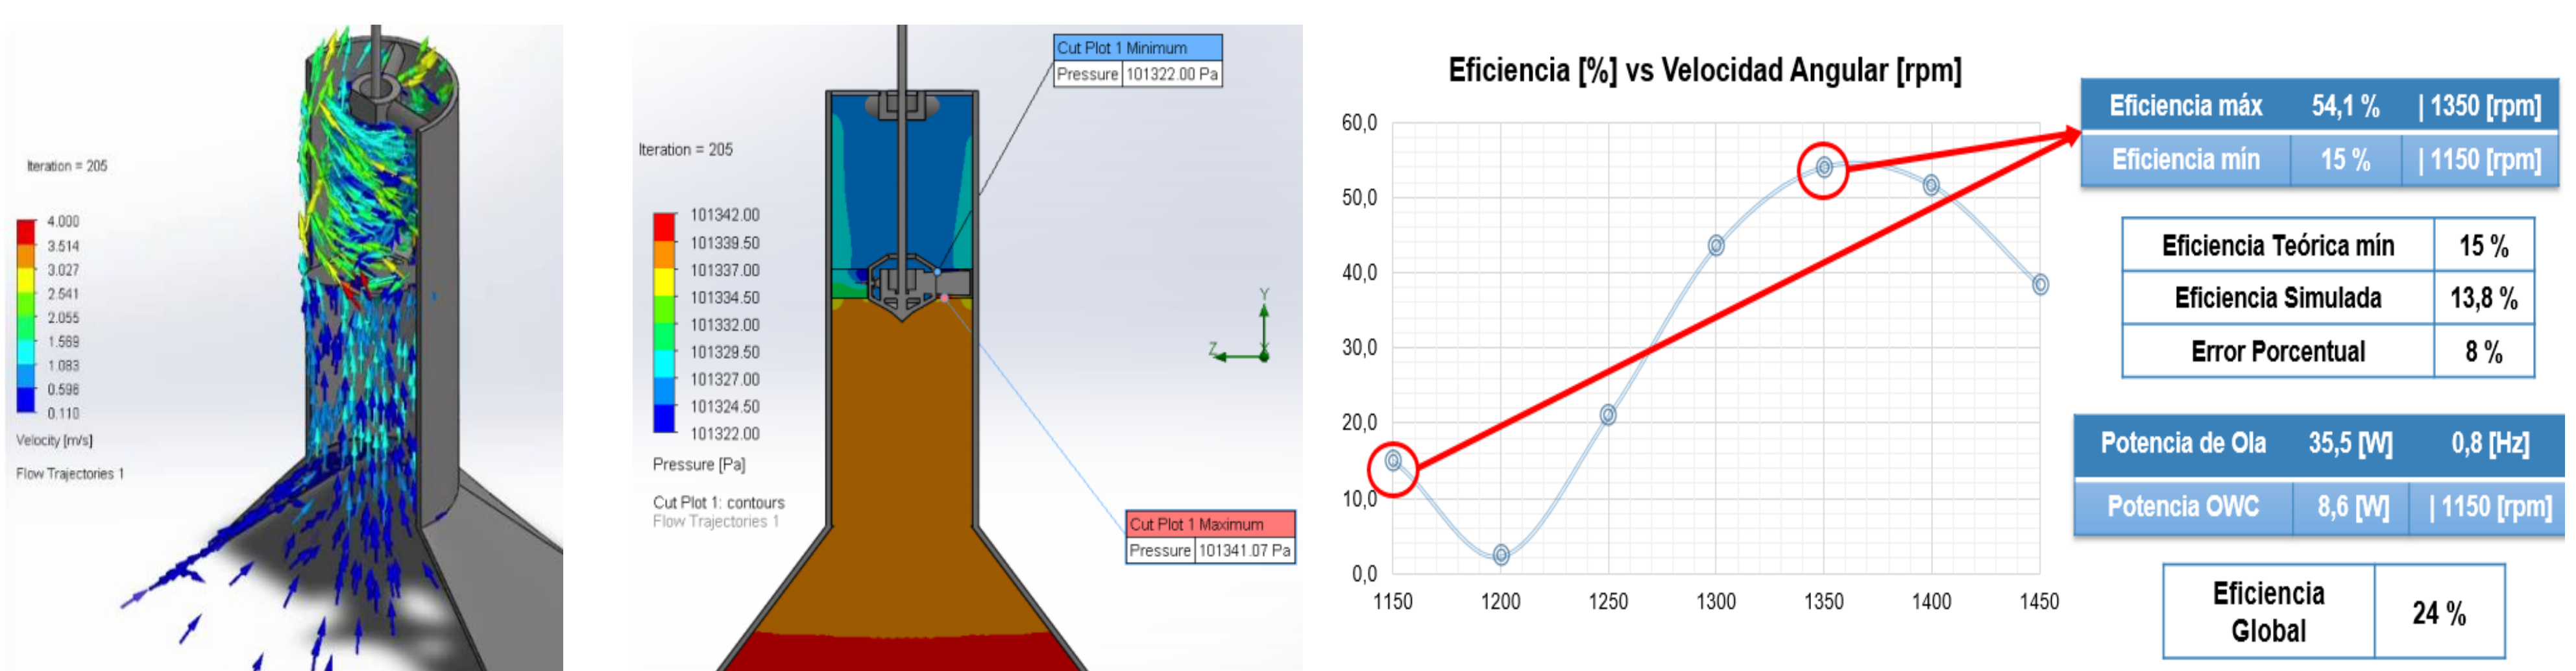 Iteration = 205
4.000
3.514
3.027
2.541
2.055
1.569
1.083
0.596
0.110
Velocity [m/s]
Flow Trajectories 1
Cut Plot 1 Minimum
Pressure 101322.00 Pa
Iteration = 205
101342.00
101339.50
101337.00
101334.50
101332.00
101329.50
101327.00
101324.50
101322.00
Pressure [Pa]
Cut Plot 1: contours
Flow Trajectories 1
Y
Z
X
Cut Plot 1 Maximum
Pressure 101341.07 Pa
Eficiencia [%] vs Velocidad Angular [rpm]
60,0
50,0
40,0
30,0
20,0
10,0
0,0
1150 1200 1250 1300 1350 1400 1450
Eficiencia máx 54,1 % | 1350 [rpm]
Eficiencia mín 15 % | 1150 [rpm]
Eficiencia Teórica mín 15 %
Eficiencia Simulada 13,8 %
Error Porcentual 8 %
Potencia de Ola 35,5 [W] 0,8 [Hz]
Potencia OWC 8,6 [W] | 1150 [rpm]
Eficiencia
Global 24 %